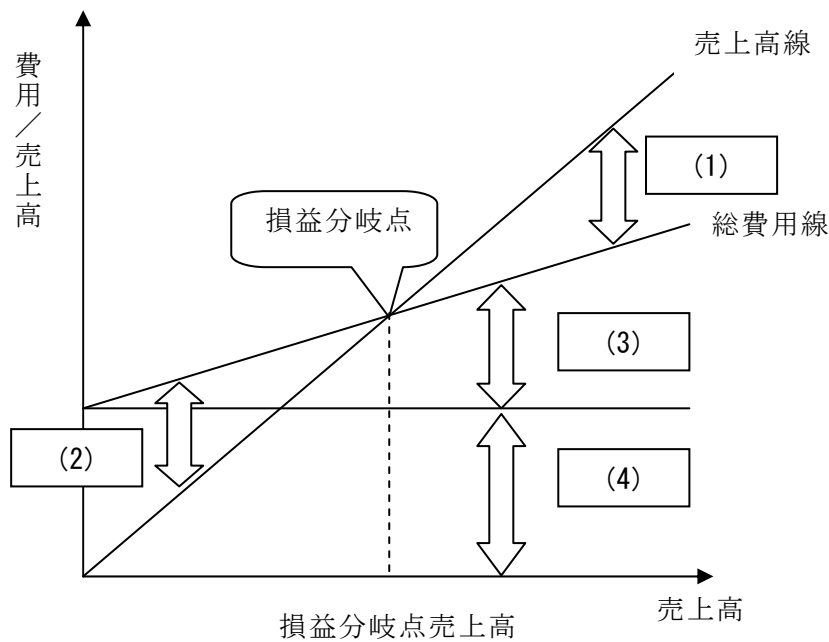 費用／売上高
売上高線
(1)
損益分岐点
総費用線
(3)
(2)
(4)
損益分岐点売上高
売上高